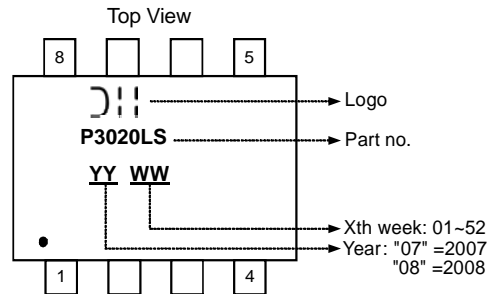 Top View
8 5
Logo
P3020LS
Part no.
YY WW
Xth week: 01~52
Year: "07" =2007
"08" =2008
1 4